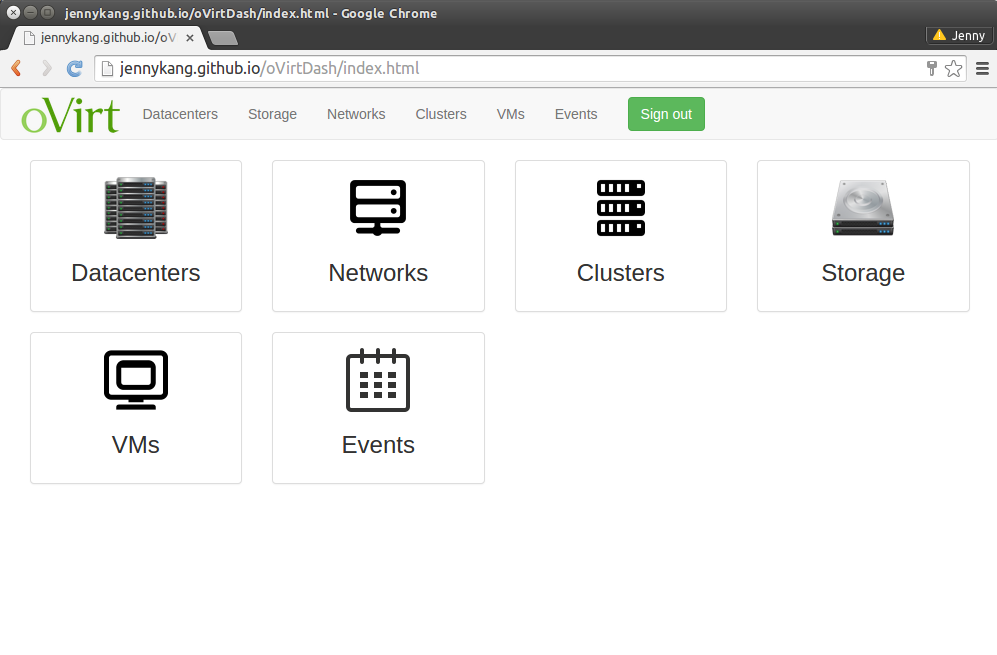 jennykang.github.io/oVirtDash/index.html - Google Chrome
jennykang.github.io/oV
Jenny
jennykang.github.io/oVirtDash/index.html
oVirt Datacenters Storage Networks Clusters VMs Events Sign out
Datacenters Networks Clusters Storage
VMs Events